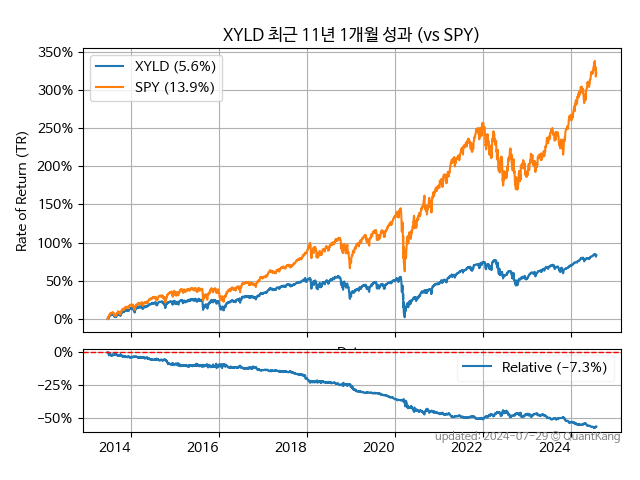 XYLD 최근 11년 1개월 성과 (vs SPY)
350%
300%
250%
200%
150%
100%
50%
0%
Rate of Return (TR)
XYLD (5.6%)
SPY (13.9%)
0%
−25%
−50%
Relative (−7.3%)
2014
2016
2018
2020
2022
2024
updated: 2024-07-29 © QuantKang